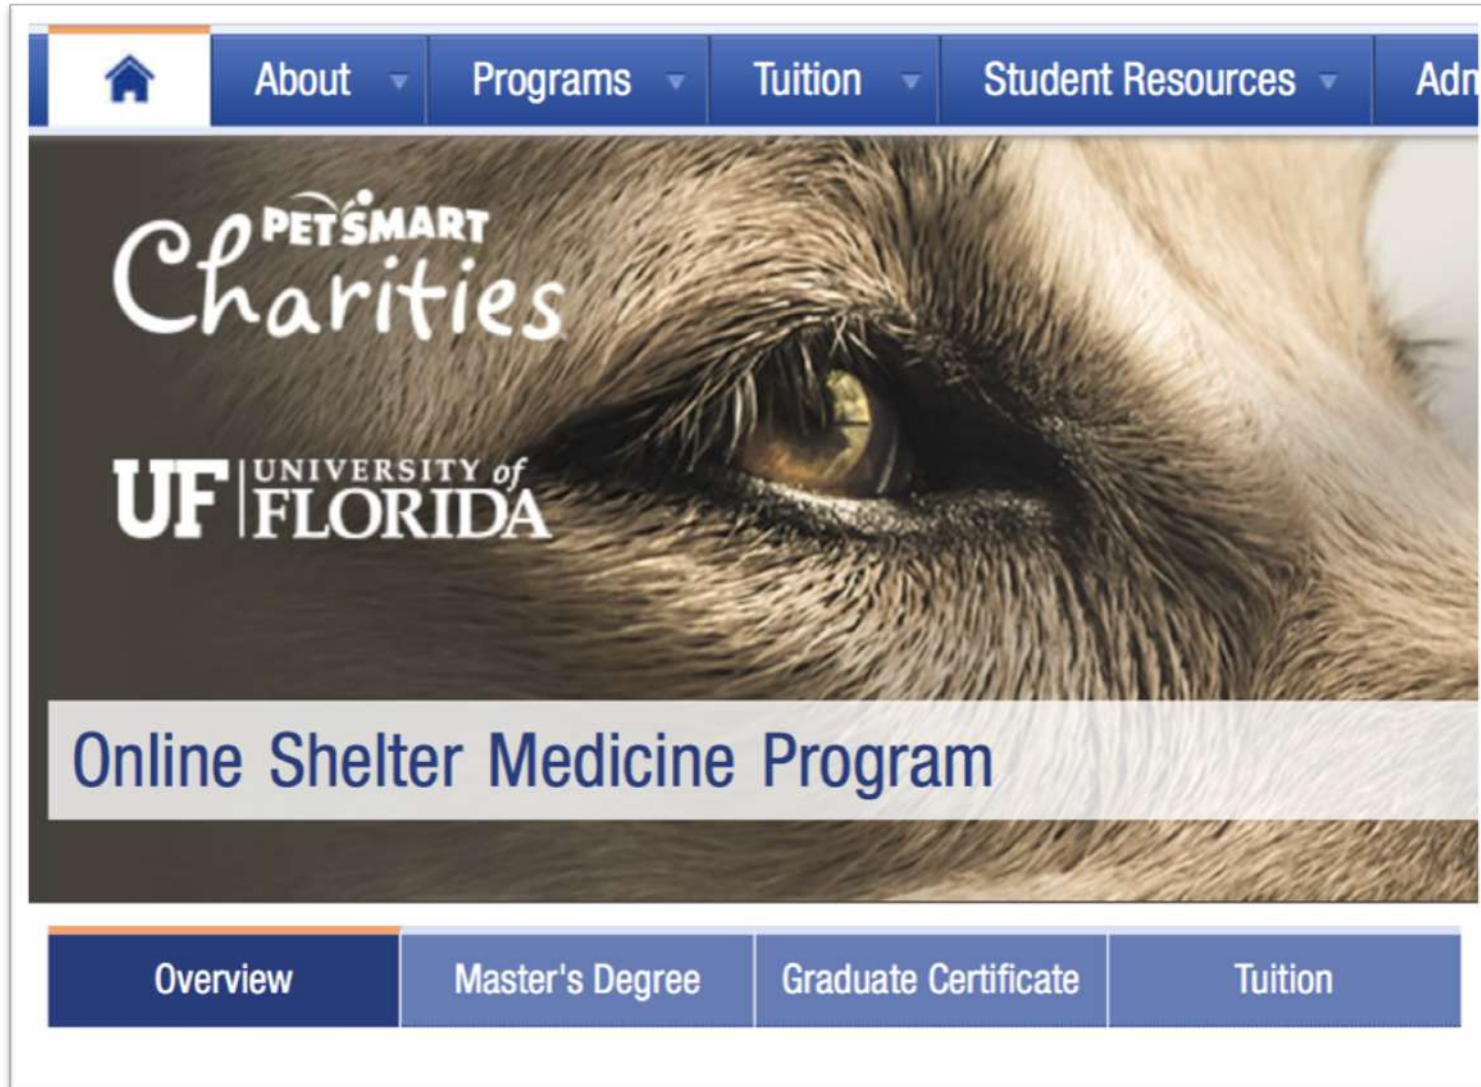 About Programs Tuition Student Resources
PETSMART
Charities
UF UNIVERSITY of
FLORIDA
Online Shelter Medicine Program
Overview Master's Degree Graduate Certificate Tuition